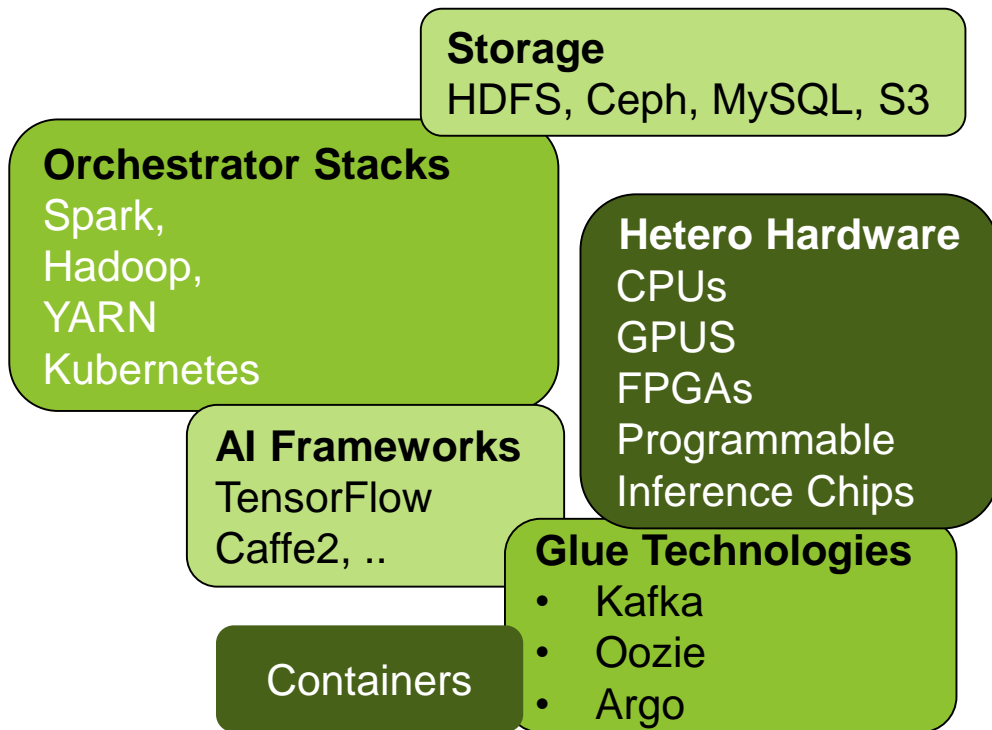 Storage
HDFS, Ceph, MySQL, S3
Orchestrator Stacks
Spark,
Hadoop,
YARN
Kubernetes
Hetero Hardware
CPUs
GPUS
FPGAs
Programmable
Inference Chips
AI Frameworks
TensorFlow
Caffe2, ..
Glue Technologies
• Kafka
• Oozie
• Argo
Containers